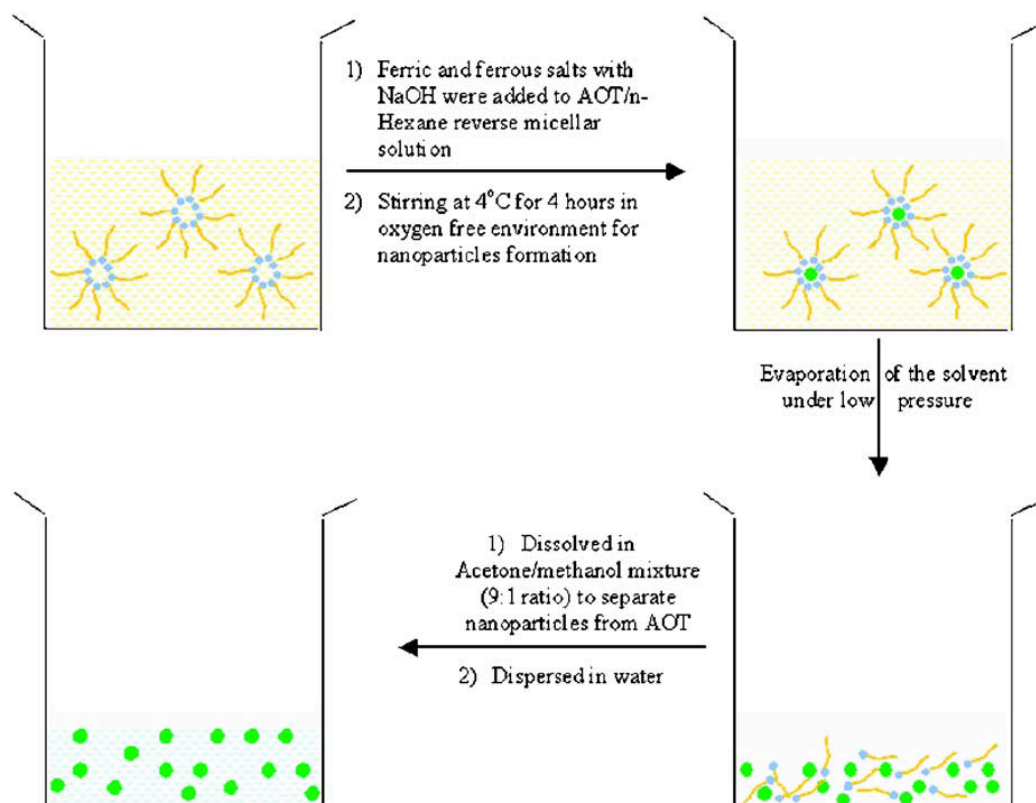 1) Ferric and ferrous salts with
NaOH were added to AOT/n-
Hexane reverse micellar
solution
2) Stirring at 4°C for 4 hours in
oxygen free environment for
nanoparticles formation
Evaporation of the solvent
under low pressure
1) Dissolved in
Acetone/methanol mixture
(9:1 ratio) to separate
nanoparticles from AOT
2) Dispersed in water